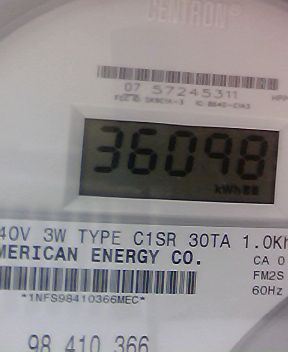 CENTRON®
07 57245311
36098
kWh
40V 3W TYPE C1SR 30TA 1.0Kh
MERICAN ENERGY CO.
CA 0
FM2S
60Hz
*1NFS98410366MEC*
98 410 366